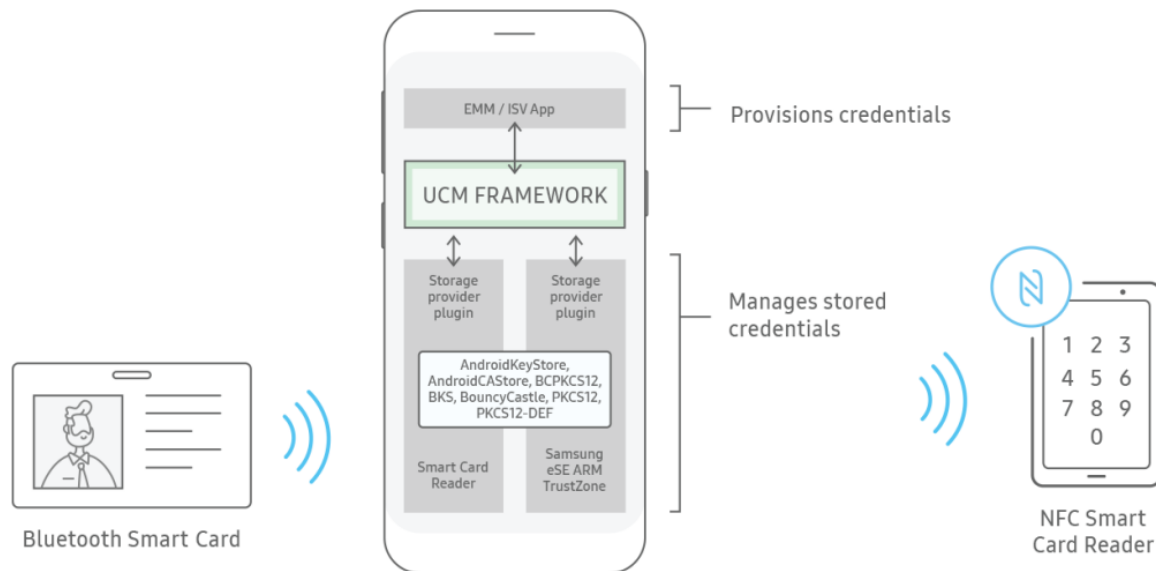 EMM / ISV App
Provisions credentials
UCM FRAMEWORK
Storage
provider
plugin
Storage
provider
plugin
Manages stored
credentials
AndroidKeyStore,
AndroidCAStore, BCPKCS12,
BKS, BouncyCastle, PKCS12,
PKCS12-DEF
Smart Card
Reader
Samsung
eSE ARM
TrustZone
Bluetooth Smart Card
1 2 3
4 5 6
7 8 9
0
NFC Smart
Card Reader